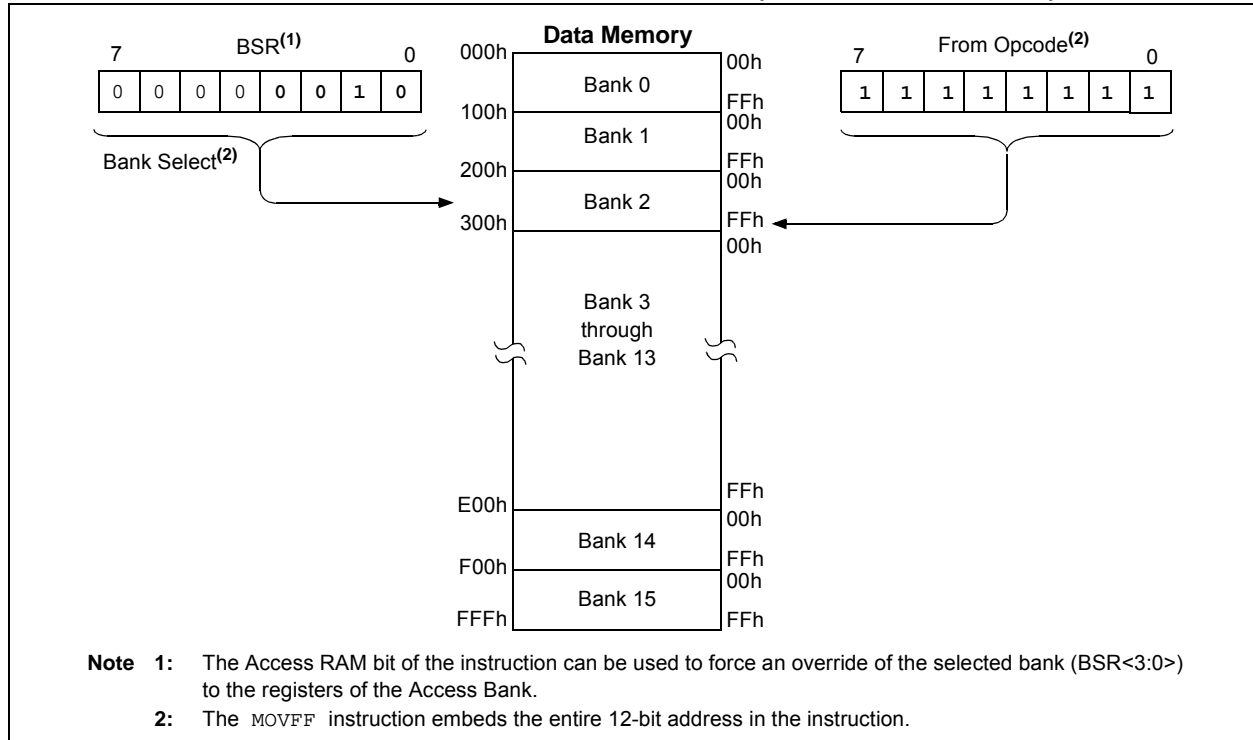 Data Memory
7 BSR(1) 0
0 0 0 0 0 0 1 0
Bank Select(2)
7 From Opcode(2) 0
1 1 1 1 1 1 1 1
000h Bank 0 00h
FFh
100h Bank 1 00h
FFh
200h Bank 2 00h
FFh
300h 00h
Bank 3
through
Bank 13
FFh
E00h 00h
Bank 14
FFh
F00h 00h
Bank 15
FFFh FFh
Note 1: The Access RAM bit of the instruction can be used to force an override of the selected bank (BSR<3:0>)
to the registers of the Access Bank.
2: The MOVFF instruction embeds the entire 12-bit address in the instruction.